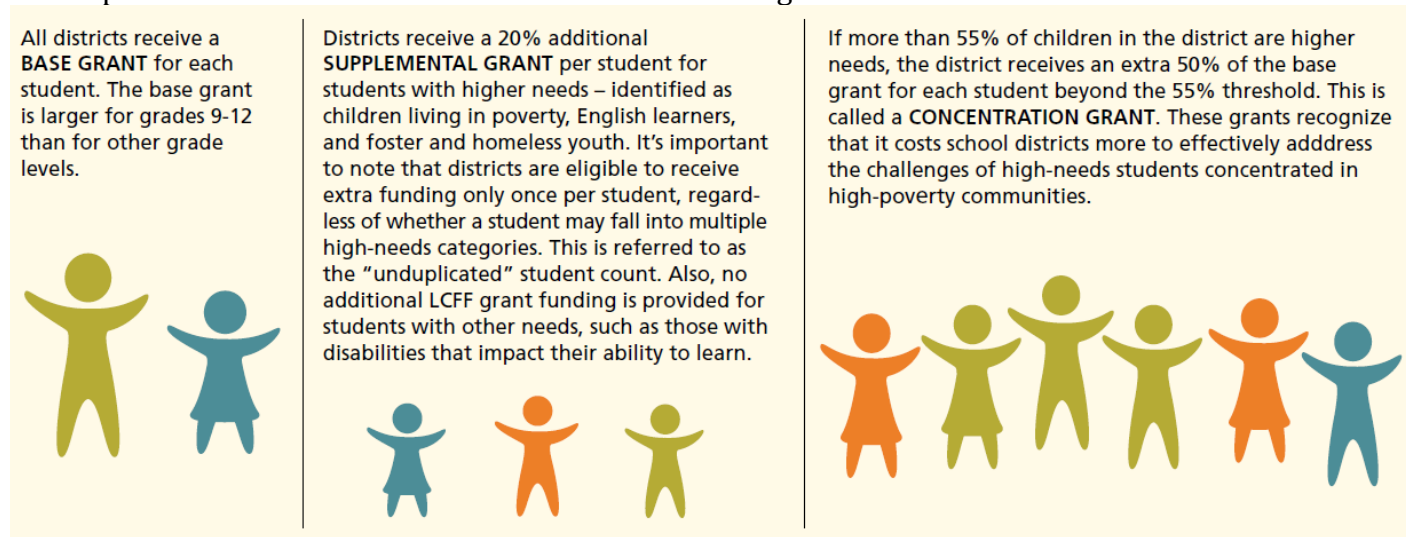 All districts receive a
BASE GRANT for each
student. The base grant
is larger for grades 9-12
than for other grade
levels.
Districts receive a 20% additional
SUPPLEMENTAL GRANT per student for
students with higher needs – identified as
children living in poverty, English learners,
and foster and homeless youth. It’s important
to note that districts are eligible to receive
extra funding only once per student, regard-
less of whether a student may fall into multiple
high-needs categories. This is referred to as
the “unduplicated” student count. Also, no
additional LCFF grant funding is provided for
students with other needs, such as those with
disabilities that impact their ability to learn.
If more than 55% of children in the district are higher
needs, the district receives an extra 50% of the base
grant for each student beyond the 55% threshold. This is
called a CONCENTRATION GRANT. These grants recognize
that it costs school districts more to effectively adddress
the challenges of high-needs students concentrated in
high-poverty communities.